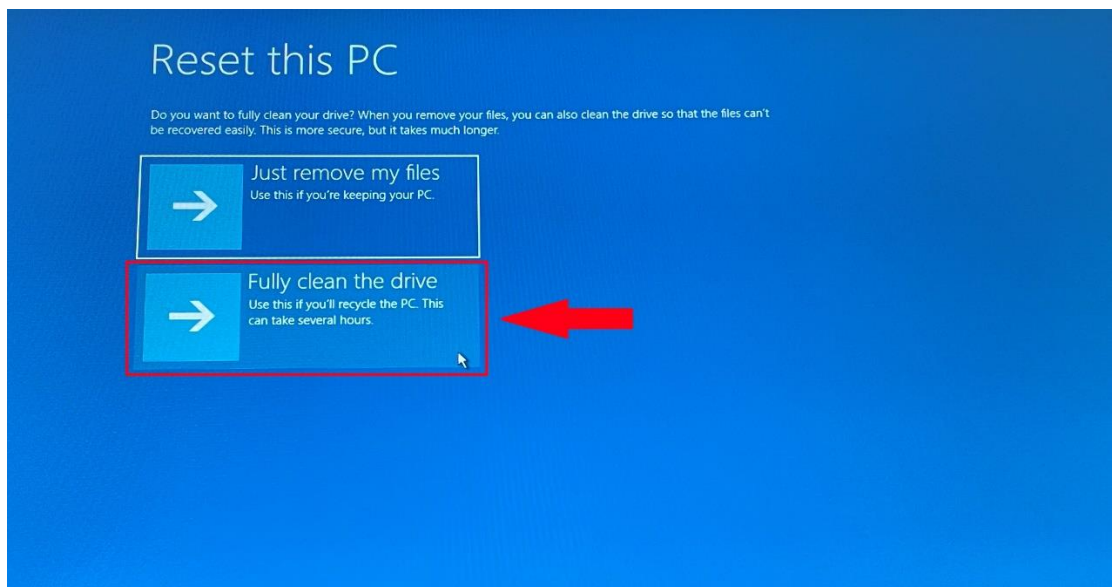 Reset this PC
Do you want to fully clean your drive? When you remove your files, you can also clean the drive so that the files can't
be recovered easily. This is more secure, but it takes much longer.
Just remove my files
Use this if you're keeping your PC.
Fully clean the drive
Use this if you'll recycle the PC. This
can take several hours.